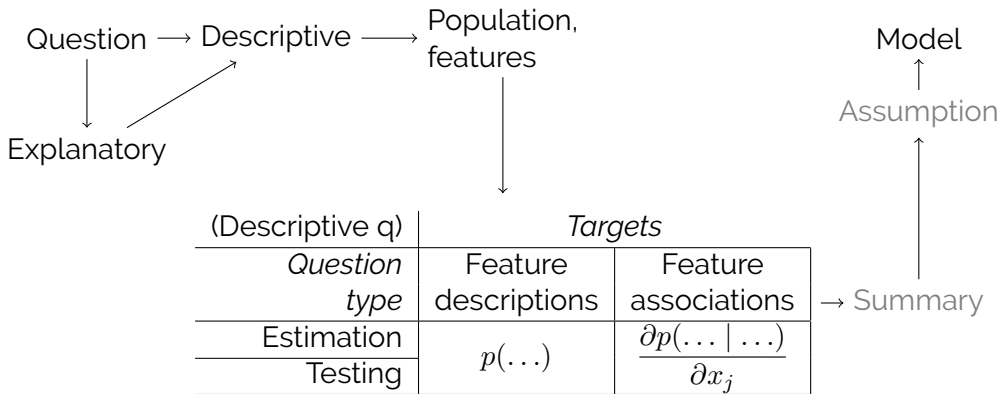 Question
Descriptive
Population,
features
Model
Assumption
Explanatory
(Descriptive q)
Targets
Question
type
Feature
descriptions
Feature
associations
Summary
Estimation
Testing
p(…)
∂p(… | …)
∂x_j